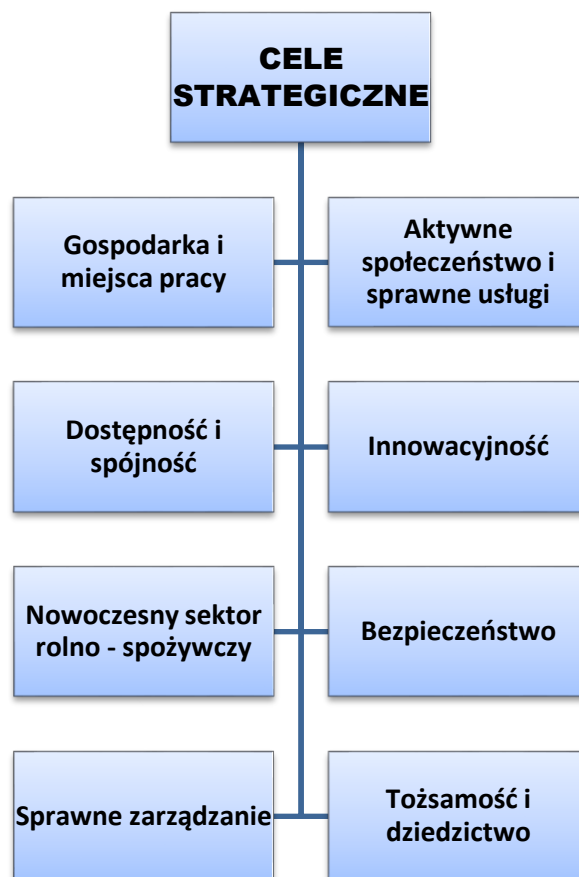 CELE
STRATEGICZNE
Gospodarka i
miejsca pracy
Aktywne
społeczeństwo i
sprawne usługi
Dostępność i
spójność
Innowacyjność
Nowoczesny sektor
rolno - spożywczy
Bezpieczeństwo
Sprawne zarządzanie
Tożsamość i
dziedzictwo